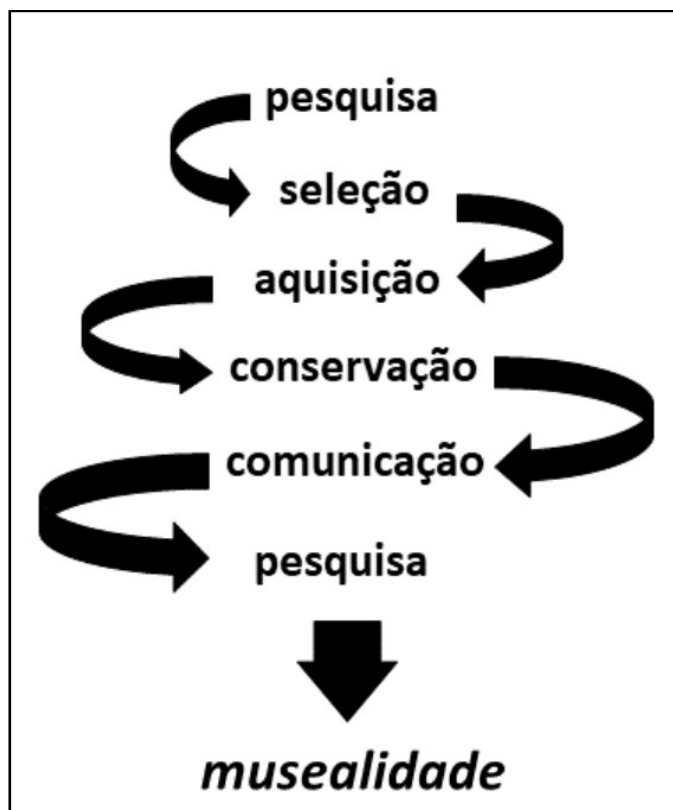 pesquisa
seleção
aquisição
conservação
comunicação
pesquisa
musealidade